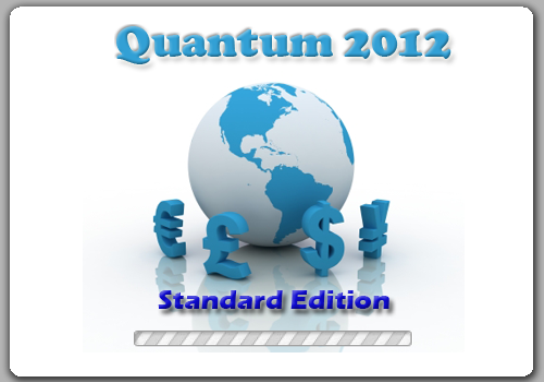 Quantum 2012
€ £ $ ¥
Standard Edition